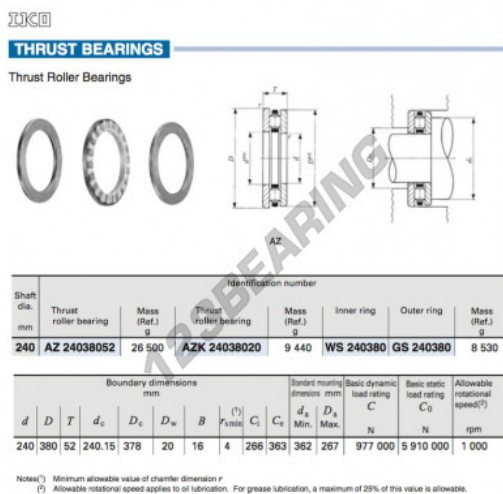 IKO
THRUST BEARINGS
Thrust Roller Bearings
T
r
r
D
d
AZ
123BEARING
Identification number
Shaft dia. mm Thrust roller bearing Mass (Ref.) g Thrust roller bearing Mass (Ref.) g Inner ring Outer ring Mass (Ref.) g
240 AZ 24038052 26 500 AZK 24038020 9 440 WS 240380 GS 240380 8 530
Boundary dimensions mm Standard mounting dimensions mm Basic dynamic load rating C N Basic static load rating C0 N Allowable rotational speed(2) rpm
d D T dc Dc Dw B rsmin(1) Ci Ce da Min. Da Max.
240 380 52 240.15 378 20 16 4 266 363 362 267 977 000 5 910 000 1 000
Notes(1) Minimum allowable value of chamfer dimension r
(2) Allowable rotational speed applies to oil lubrication. For grease lubrication, a maximum of 25% of this value is allowable.